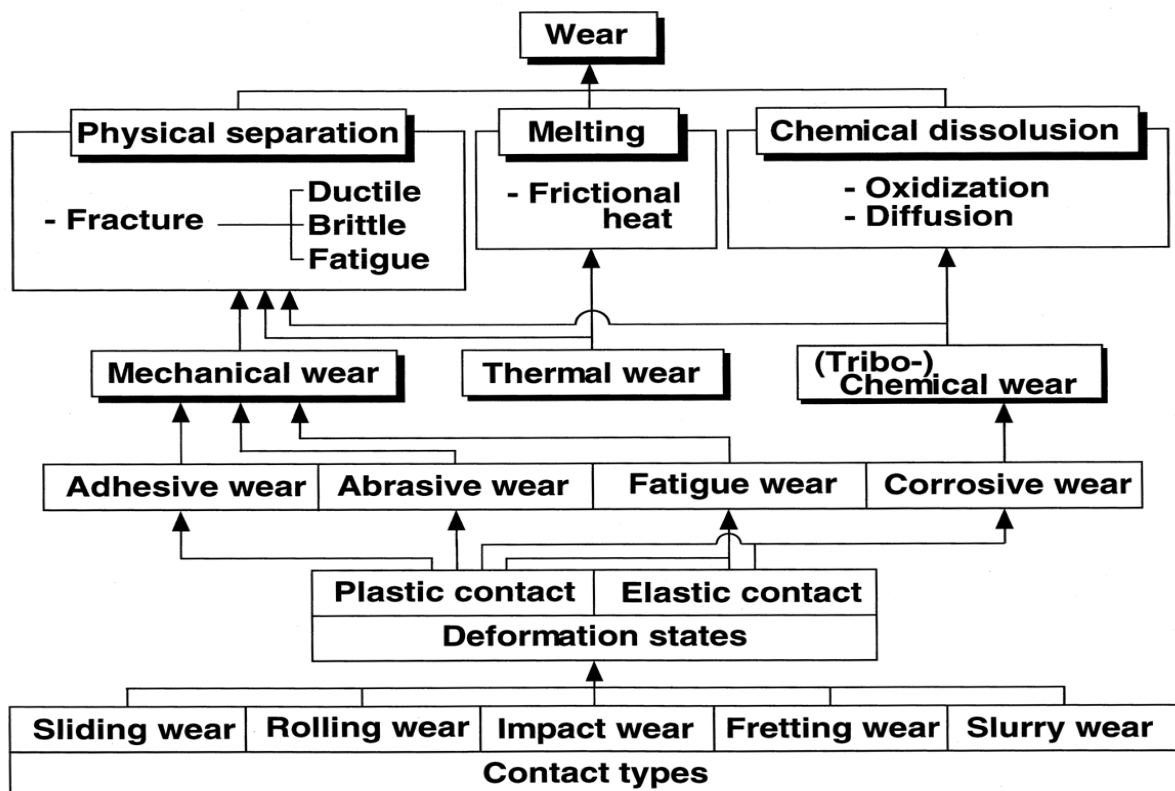 Wear
Physical separation
Melting
Chemical dissolusion
- Fracture
Ductile
Brittle
Fatigue
- Frictional
heat
- Oxidization
- Diffusion
Mechanical wear
Thermal wear
(Tribo-)
Chemical wear
Adhesive wear
Abrasive wear
Fatigue wear
Corrosive wear
Plastic contact
Elastic contact
Deformation states
Sliding wear
Rolling wear
Impact wear
Fretting wear
Slurry wear
Contact types